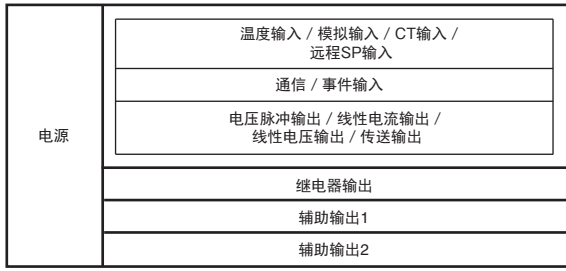 电源
温度输入 / 模拟输入 / CT输入 /
远程SP输入
通信 / 事件输入
电压脉冲输出 / 线性电流输出 /
线性电压输出 / 传送输出
继电器输出
辅助输出1
辅助输出2